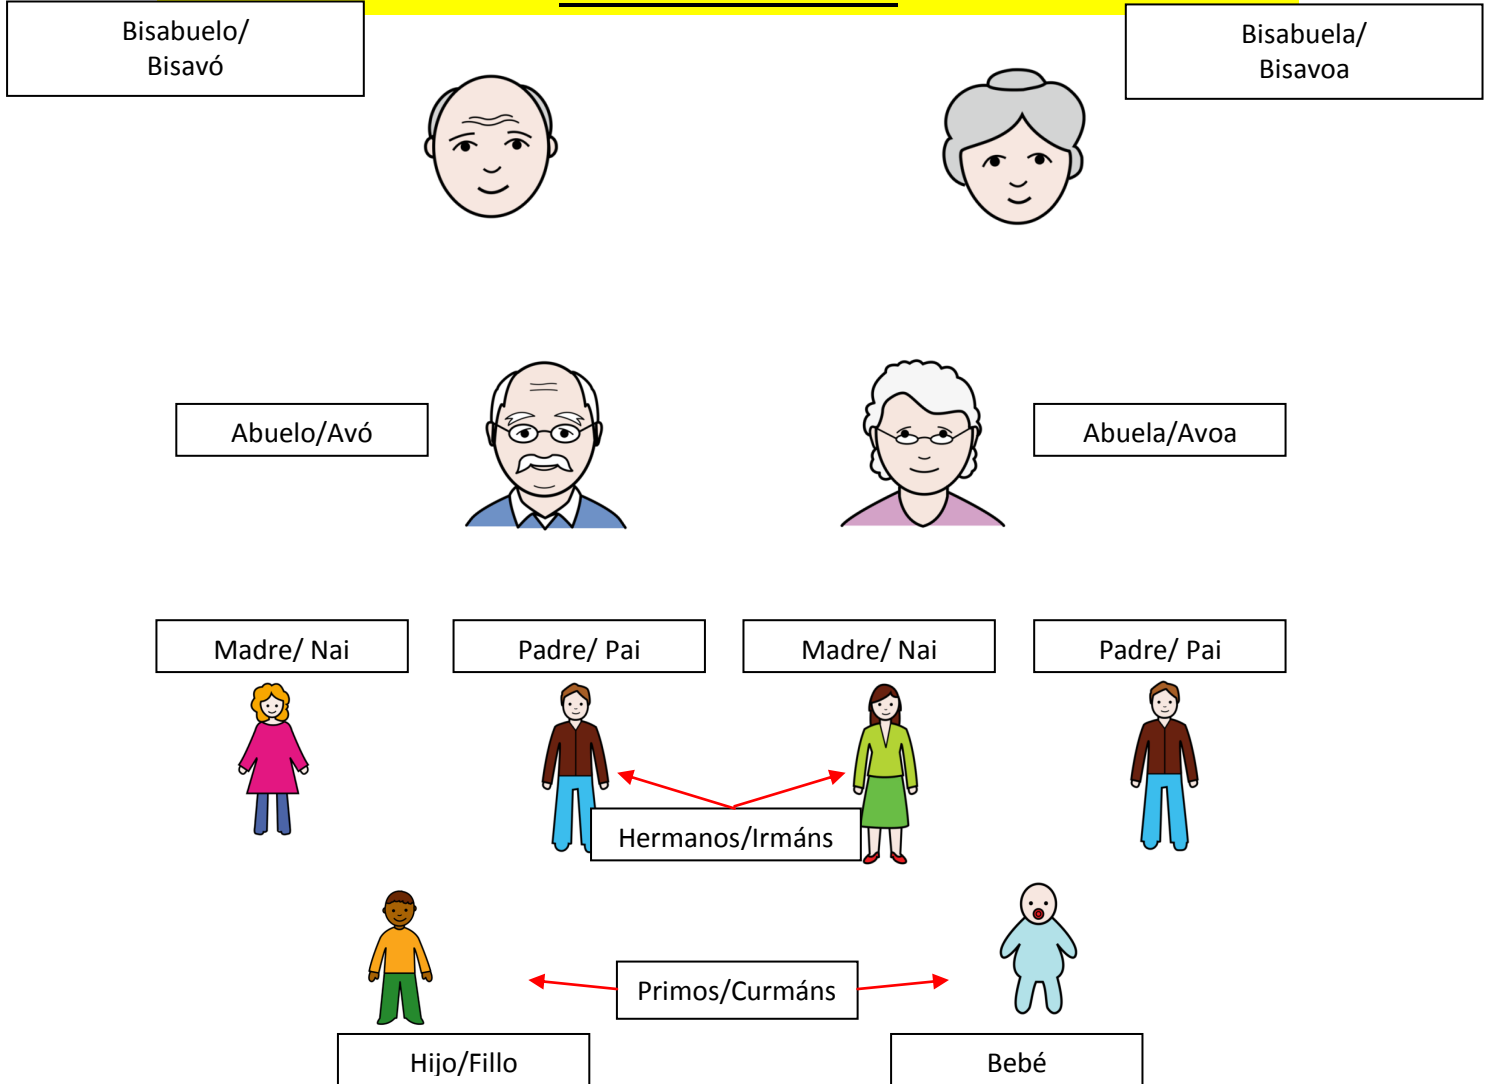 Bisabuelo/
Bisavó
Bisabuela/
Bisavoa
Abuelo/Avó
Abuela/Avoa
Madre/ Nai
Padre/ Pai
Madre/ Nai
Padre/ Pai
Hermanos/Irmáns
Primos/Curmáns
Hijo/Fillo
Bebé